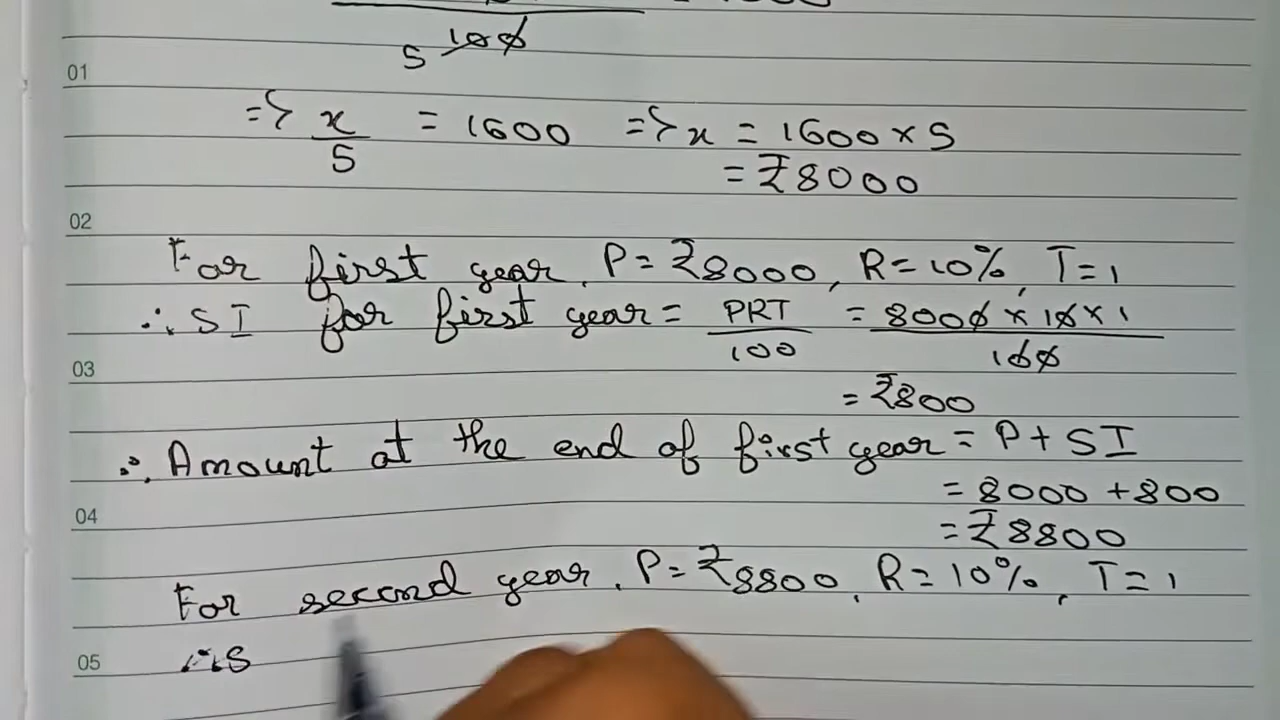 5 100
01
=> x/5 = 1600 => x = 1600 × 5
= ₹8000
02
For first year, P = ₹8000, R = 10%, T = 1
∴ SI for first year = PRT/100 = 8000 × 10 × 1/100
03
= ₹800
∴ Amount at the end of first year = P + SI
= 8000 + 800
04
= ₹8800
For second year, P = ₹8800, R = 10%, T = 1
05 ∴ S